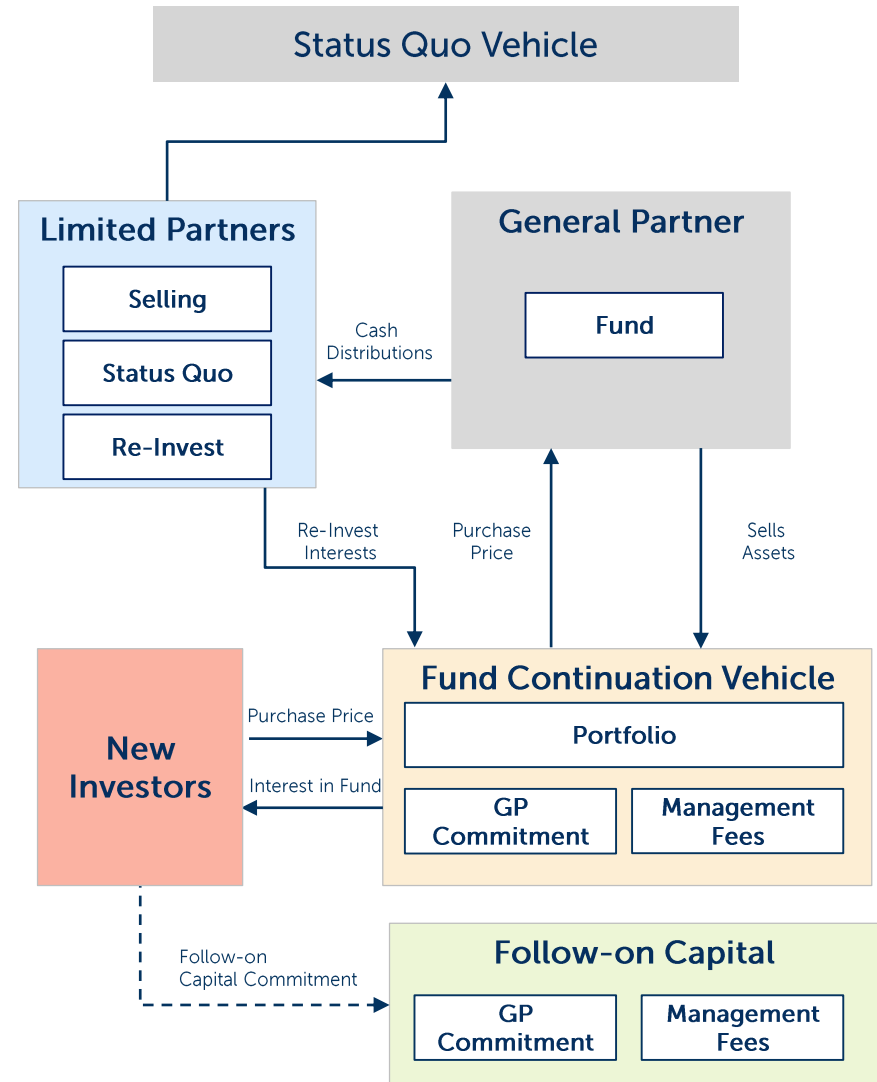 Status Quo Vehicle
Limited Partners
Selling
Status Quo
Re-Invest
General Partner
Fund
Cash
Distributions
Re-Invest
Interests
Purchase
Price
Sells
Assets
New
Investors
Purchase Price
Interest in Fund
Fund Continuation Vehicle
Portfolio
GP
Commitment
Management
Fees
Follow-on
Capital Commitment
Follow-on Capital
GP
Commitment
Management
Fees